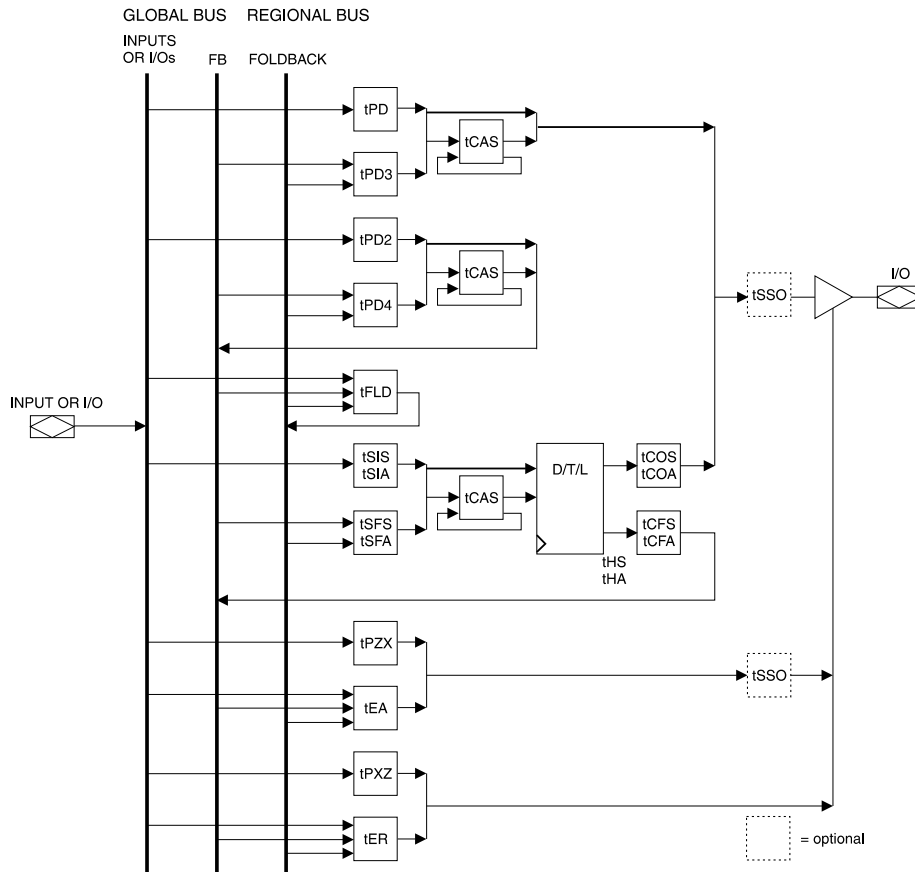 GLOBAL BUS REGIONAL BUS
INPUTS
OR I/Os
FB
FOLDBACK
tPD
tCAS
tPD3
tPD2
tCAS
tPD4
tSSO
I/O
tFLD
INPUT OR I/O
tSIS
tSIA
tCAS
tSFS
tSFA
D/T/L
tCOS
tCOA
tCFS
tCFA
tHS
tHA
tPZX
tSSO
tEA
tPXZ
tER
= optional